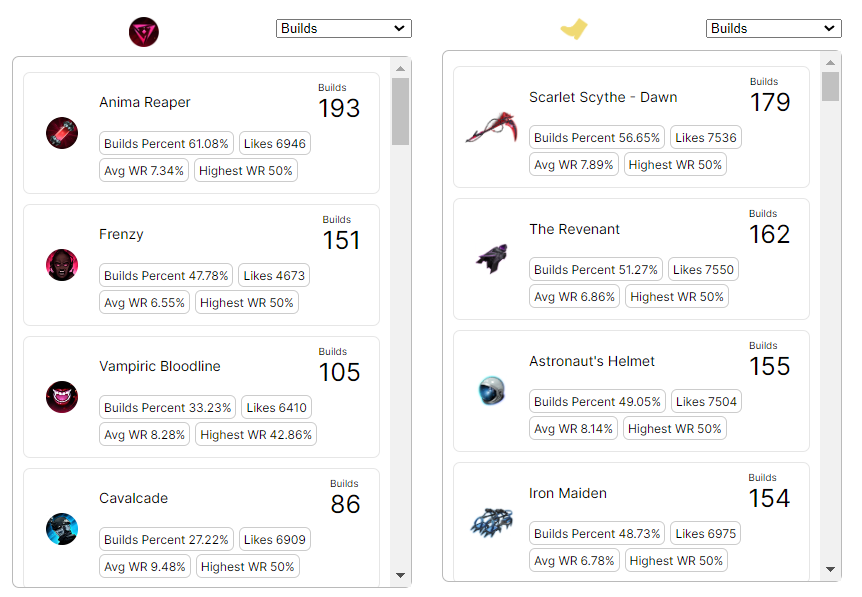 Builds
Anima Reaper
Builds
193
Builds Percent 61.08% Likes 6946
Avg WR 7.34% Highest WR 50%
Frenzy
Builds
151
Builds Percent 47.78% Likes 4673
Avg WR 6.55% Highest WR 50%
Vampiric Bloodline
Builds
105
Builds Percent 33.23% Likes 6410
Avg WR 8.28% Highest WR 42.86%
Cavalcade
Builds
86
Builds Percent 27.22% Likes 6909
Avg WR 9.48% Highest WR 50%
Builds
Scarlet Scythe - Dawn
Builds
179
Builds Percent 56.65% Likes 7536
Avg WR 7.89% Highest WR 50%
The Revenant
Builds
162
Builds Percent 51.27% Likes 7550
Avg WR 6.86% Highest WR 50%
Astronaut's Helmet
Builds
155
Builds Percent 49.05% Likes 7504
Avg WR 8.14% Highest WR 50%
Iron Maiden
Builds
154
Builds Percent 48.73% Likes 6975
Avg WR 6.78% Highest WR 50%